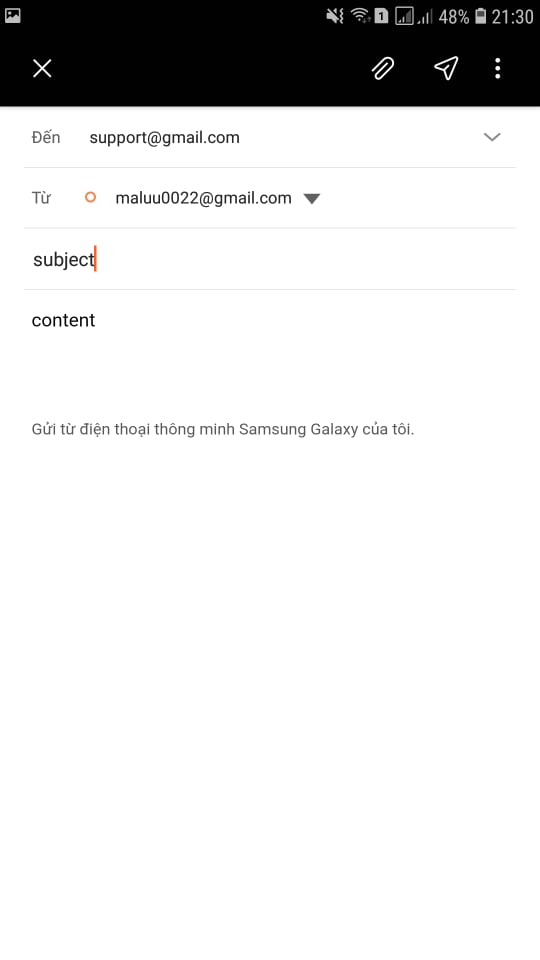 1 48% 21:30
Đến support@gmail.com
Từ maluu0022@gmail.com
subject
content
Gửi từ điện thoại thông minh Samsung Galaxy của tôi.